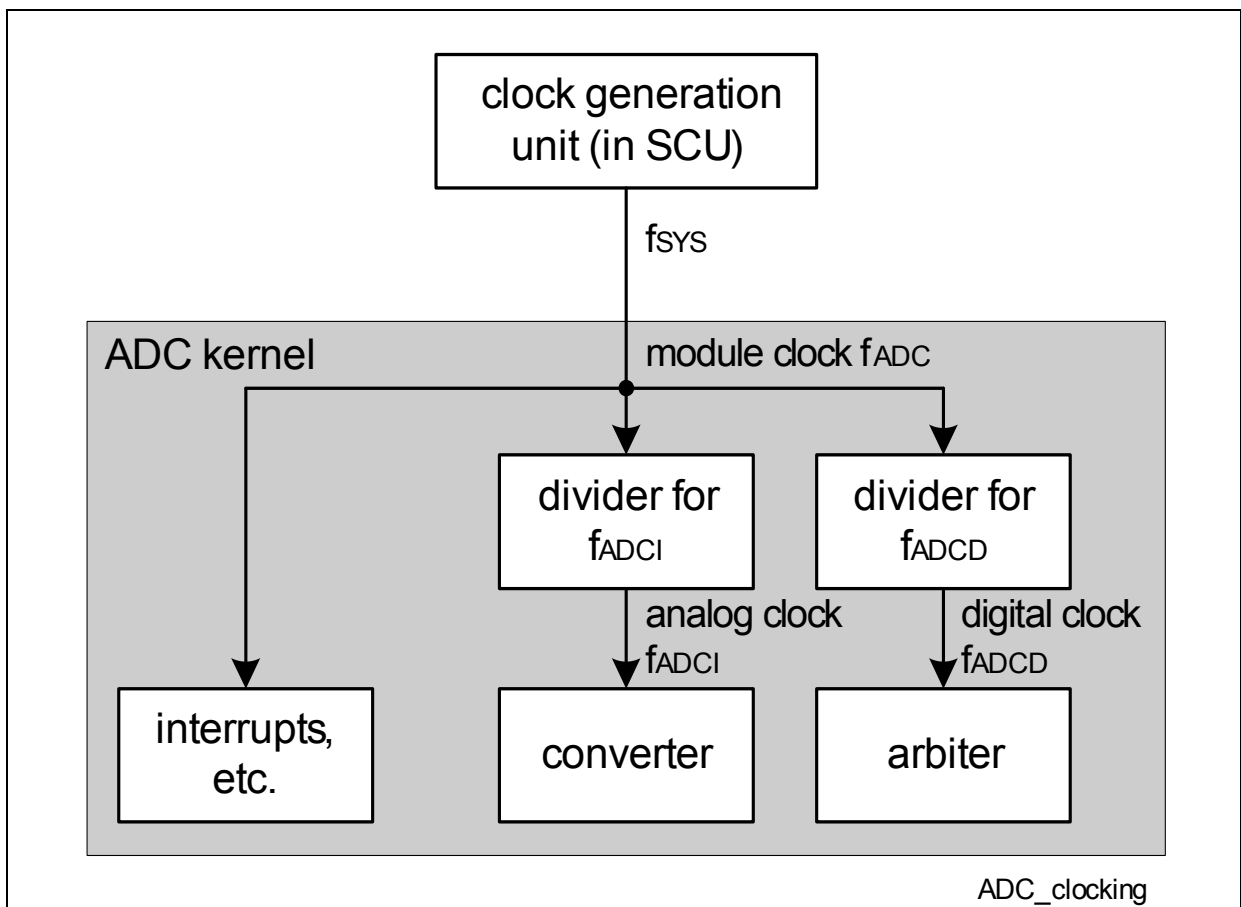 clock generation
unit (in SCU)
fSYS
ADC kernel
module clock fADC
divider for
fADCI
divider for
fADCD
analog clock
fADCI
digital clock
fADCD
interrupts,
etc.
converter
arbiter
ADC_clocking